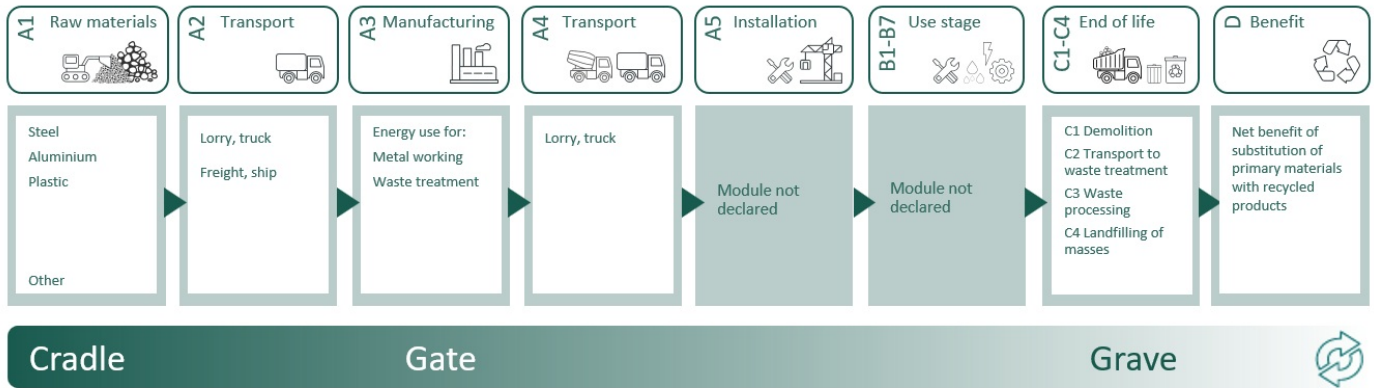 A1 Raw materials
A2 Transport
A3 Manufacturing
A4 Transport
A5 Installation
B1-B7 Use stage
C1-C4 End of life
D Benefit
Steel
Aluminium
Plastic
Other
Lorry, truck
Freight, ship
Energy use for:
Metal working
Waste treatment
Lorry, truck
Module not
declared
Module not
declared
C1 Demolition
C2 Transport to
waste treatment
C3 Waste
processing
C4 Landfilling of
masses
Net benefit of
substitution of
primary materials
with recycled
products
Cradle
Gate
Grave